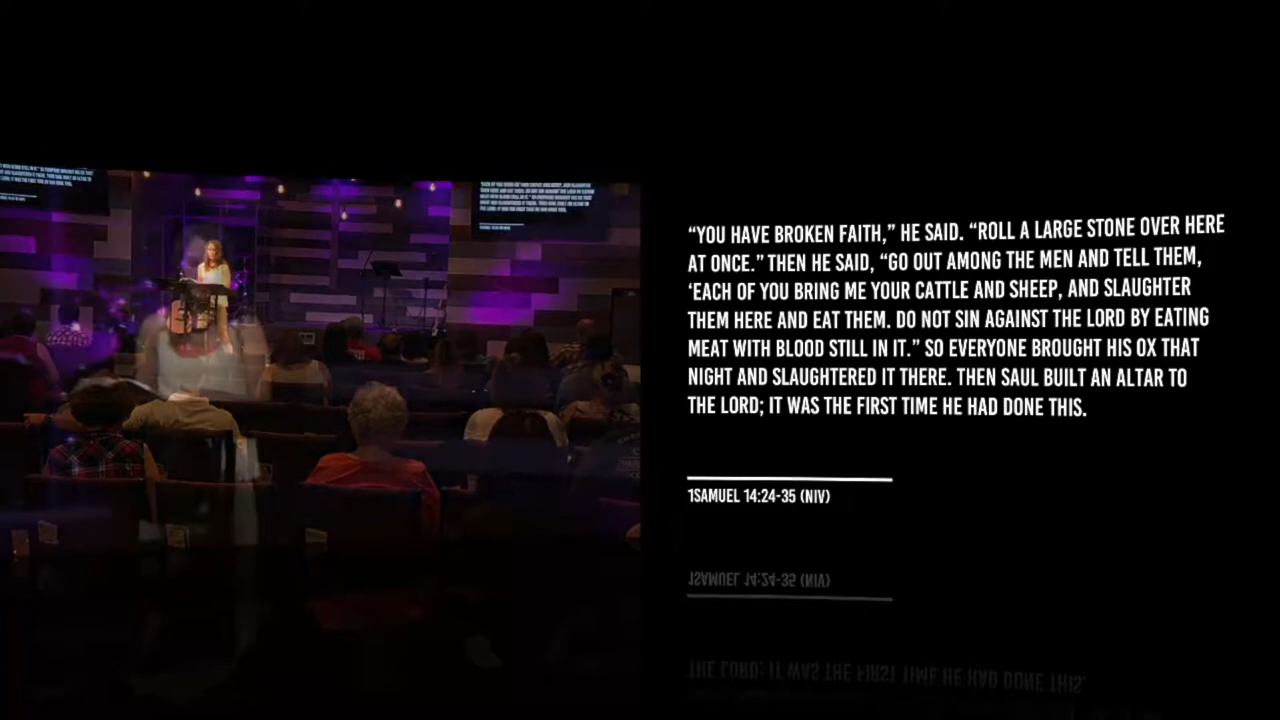 “YOU HAVE BROKEN FAITH,” HE SAID. “ROLL A LARGE STONE OVER HERE
AT ONCE.” THEN HE SAID, “GO OUT AMONG THE MEN AND TELL THEM,
‘EACH OF YOU BRING ME YOUR CATTLE AND SHEEP, AND SLAUGHTER
THEM HERE AND EAT THEM. DO NOT SIN AGAINST THE LORD BY EATING
MEAT WITH BLOOD STILL IN IT.” SO EVERYONE BROUGHT HIS OX THAT
NIGHT AND SLAUGHTERED IT THERE. THEN SAUL BUILT AN ALTAR TO
THE LORD; IT WAS THE FIRST TIME HE HAD DONE THIS.
1SAMUEL 14:24-35 (NIV)